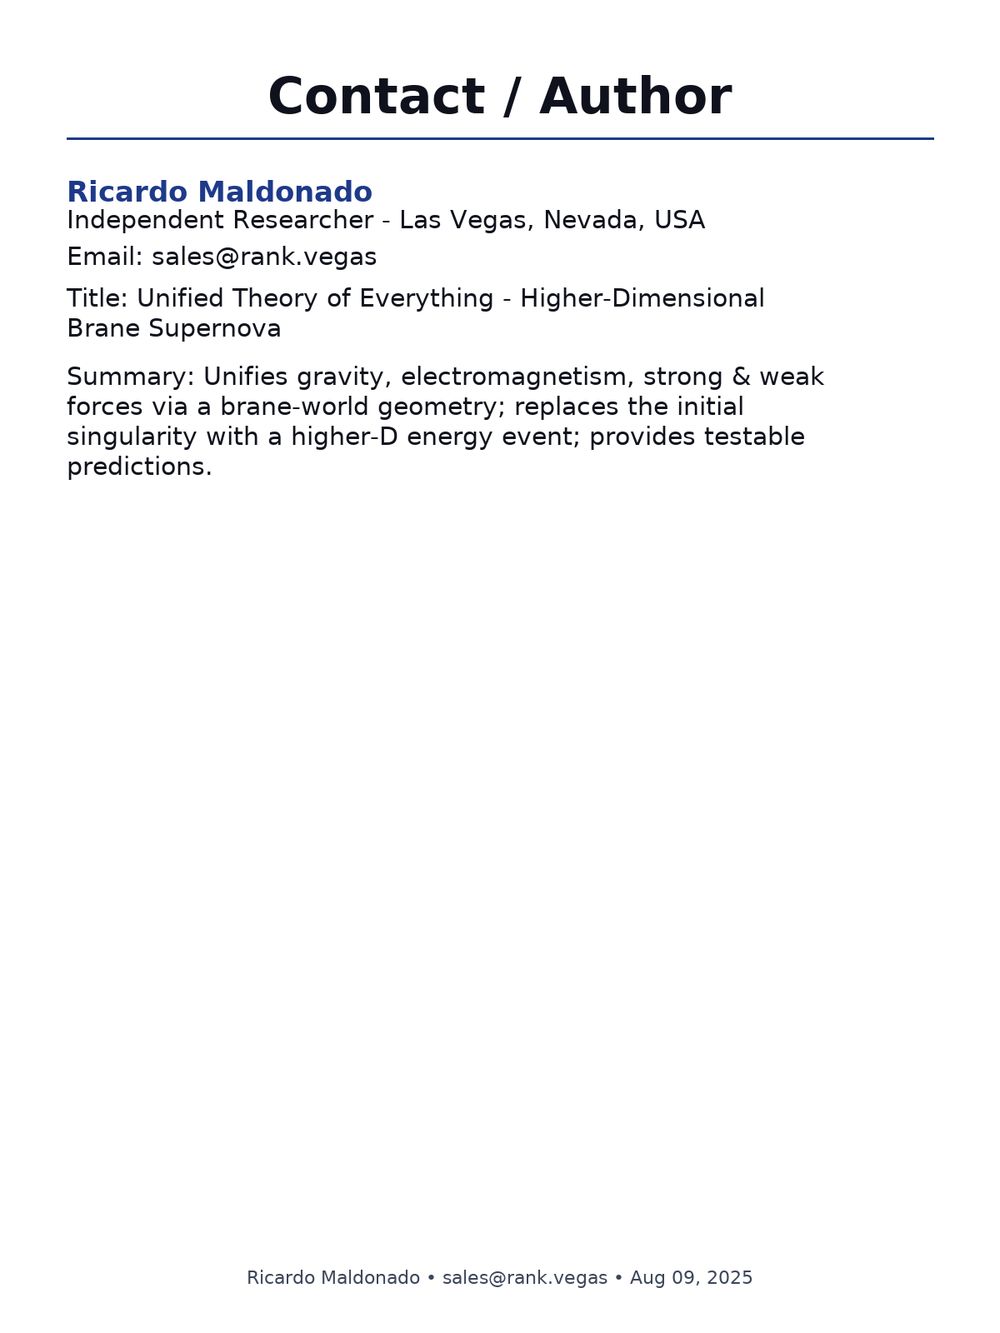 Contact / Author
Ricardo Maldonado
Independent Researcher - Las Vegas, Nevada, USA
Email: sales@rank.vegas
Title: Unified Theory of Everything - Higher-Dimensional
Brane Supernova
Summary: Unifies gravity, electromagnetism, strong & weak
forces via a brane-world geometry; replaces the initial
singularity with a higher-D energy event; provides testable
predictions.
Ricardo Maldonado • sales@rank.vegas • Aug 09, 2025